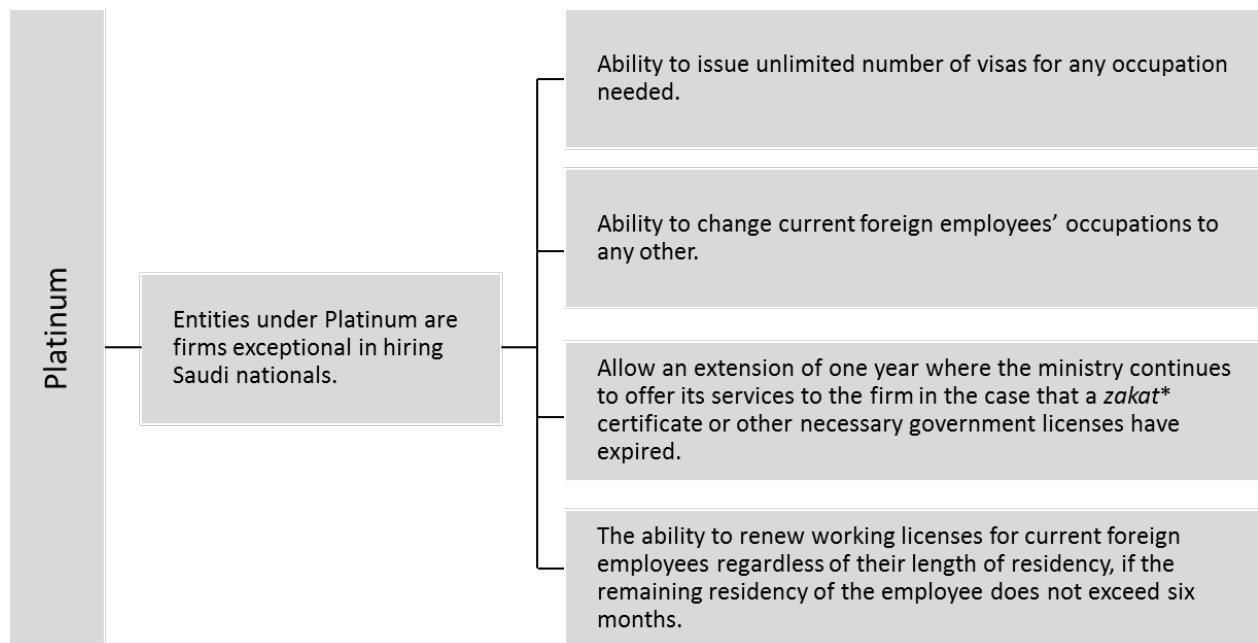 Platinum
Entities under Platinum are
firms exceptional in hiring
Saudi nationals.
Ability to issue unlimited number of visas for any occupation
needed.
Ability to change current foreign employees’ occupations to
any other.
Allow an extension of one year where the ministry continues
to offer its services to the firm in the case that a zakat*
certificate or other necessary government licenses have
expired.
The ability to renew working licenses for current foreign
employees regardless of their length of residency, if the
remaining residency of the employee does not exceed six
months.